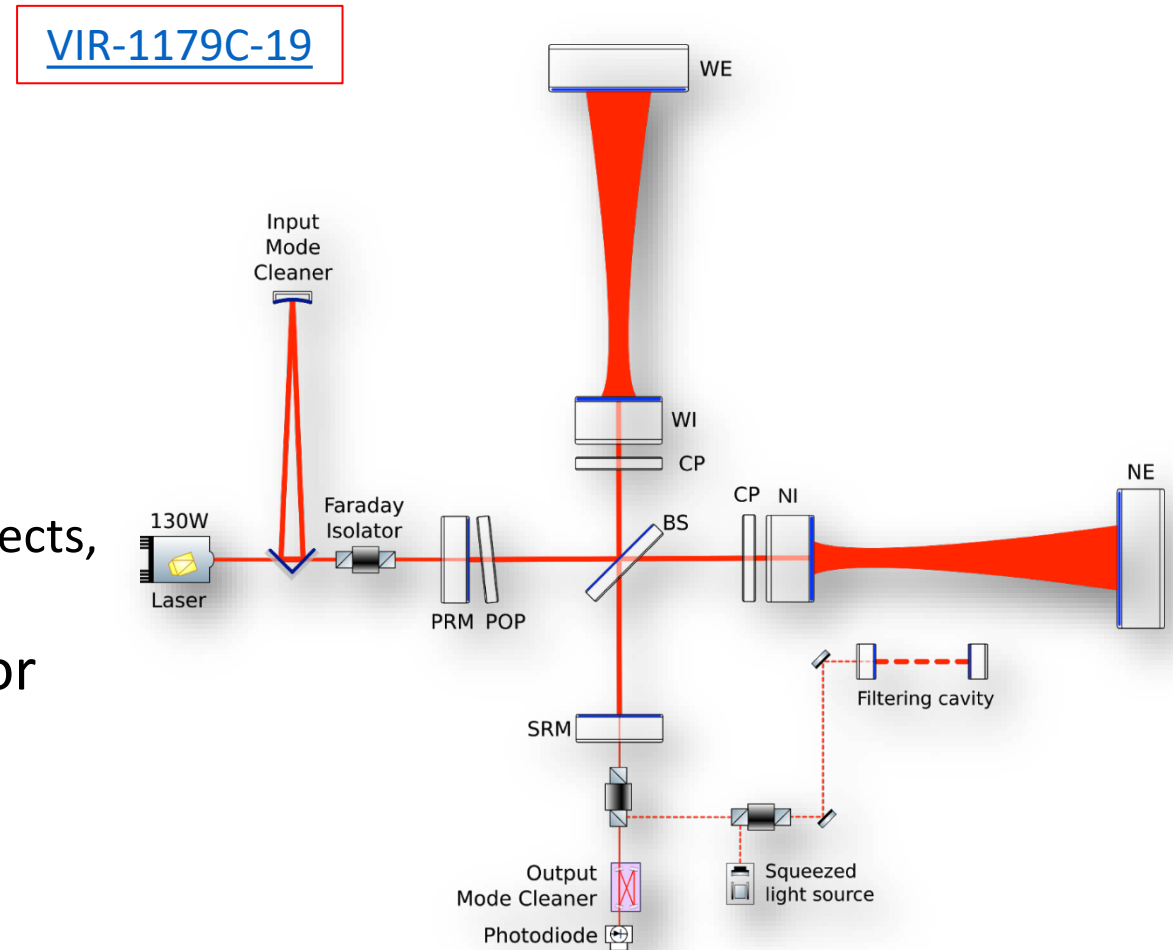 VIR-1179C-19
WE
Input
Mode
Cleaner
WI
CP
NE
CP NI
BS
130W
Faraday
Isolator
ects,
Laser
PRM POP
or
Filtering cavity
SRM
Output
Mode Cleaner
Squeezed
light source
Photodiode